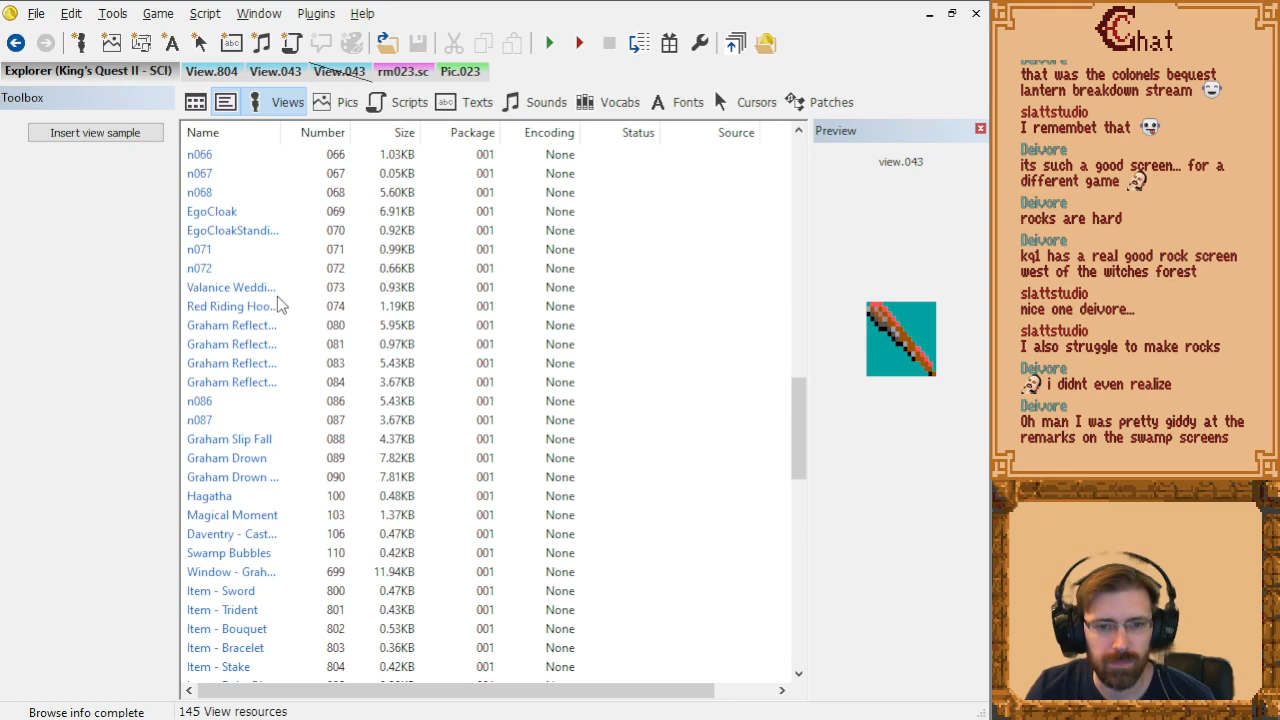 File Edit Tools Game Script Window Plugins Help
Explorer (King's Quest II - SCI) View.804 View.043 View.043 rm023.sc Pic.023
Toolbox
Views Pics Scripts Texts Sounds Vocabs Fonts Cursors Patches
Insert view sample
Name Number Size Package Encoding Status Source
n066 066 1.03KB 001 None
n067 067 0.05KB 001 None
n068 068 5.60KB 001 None
EgoCloak 069 6.91KB 001 None
EgoCloakStandi... 070 0.92KB 001 None
n071 071 0.99KB 001 None
n072 072 0.66KB 001 None
Valanice Weddi... 073 0.93KB 001 None
Red Riding Hoo... 074 1.19KB 001 None
Graham Reflect... 080 5.95KB 001 None
Graham Reflect... 081 0.97KB 001 None
Graham Reflect... 083 5.43KB 001 None
Graham Reflect... 084 3.67KB 001 None
n086 086 5.43KB 001 None
n087 087 3.67KB 001 None
Graham Slip Fall 088 4.37KB 001 None
Graham Drown 089 7.82KB 001 None
Graham Drown ... 090 7.81KB 001 None
Hagatha 100 0.48KB 001 None
Magical Moment 103 1.37KB 001 None
Daventry - Cast... 106 0.47KB 001 None
Swamp Bubbles 110 0.42KB 001 None
Window - Grah... 699 11.94KB 001 None
Item - Sword 800 0.47KB 001 None
Item - Trident 801 0.43KB 001 None
Item - Bouquet 802 0.53KB 001 None
Item - Bracelet 803 0.36KB 001 None
Item - Stake 804 0.42KB 001 None
Preview
view.043
Browse info complete 145 View resources
Chat
Deivore
that was the colonels bequest
lantern breakdown stream
slattstudio
I remembet that
Deivore
its such a good screen... for a
different game
Deivore
rocks are hard
Deivore
kq1 has a real good rock screen
west of the witches forest
slattstudio
nice one deivore...
slattstudio
I also struggle to make rocks
Deivore
i didnt even realize
Deivore
Oh man I was pretty giddy at the
remarks on the swamp screens